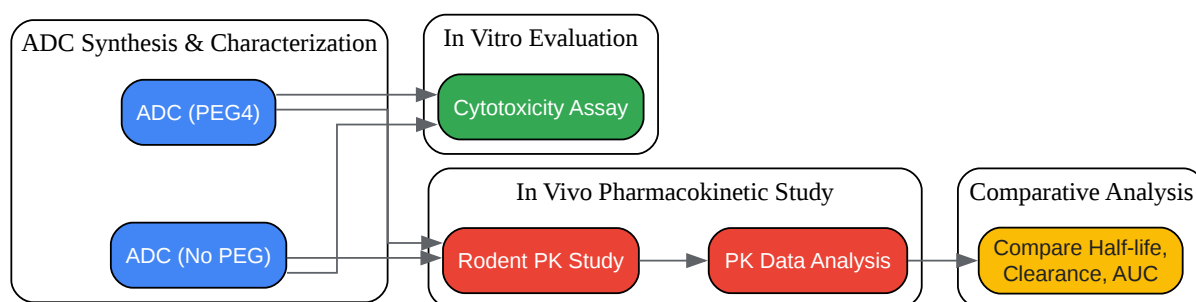 ADC Synthesis & Characterization
ADC (PEG4)
ADC (No PEG)
In Vitro Evaluation
Cytotoxicity Assay
In Vivo Pharmacokinetic Study
Rodent PK Study
PK Data Analysis
Comparative Analysis
Compare Half-life,
Clearance, AUC